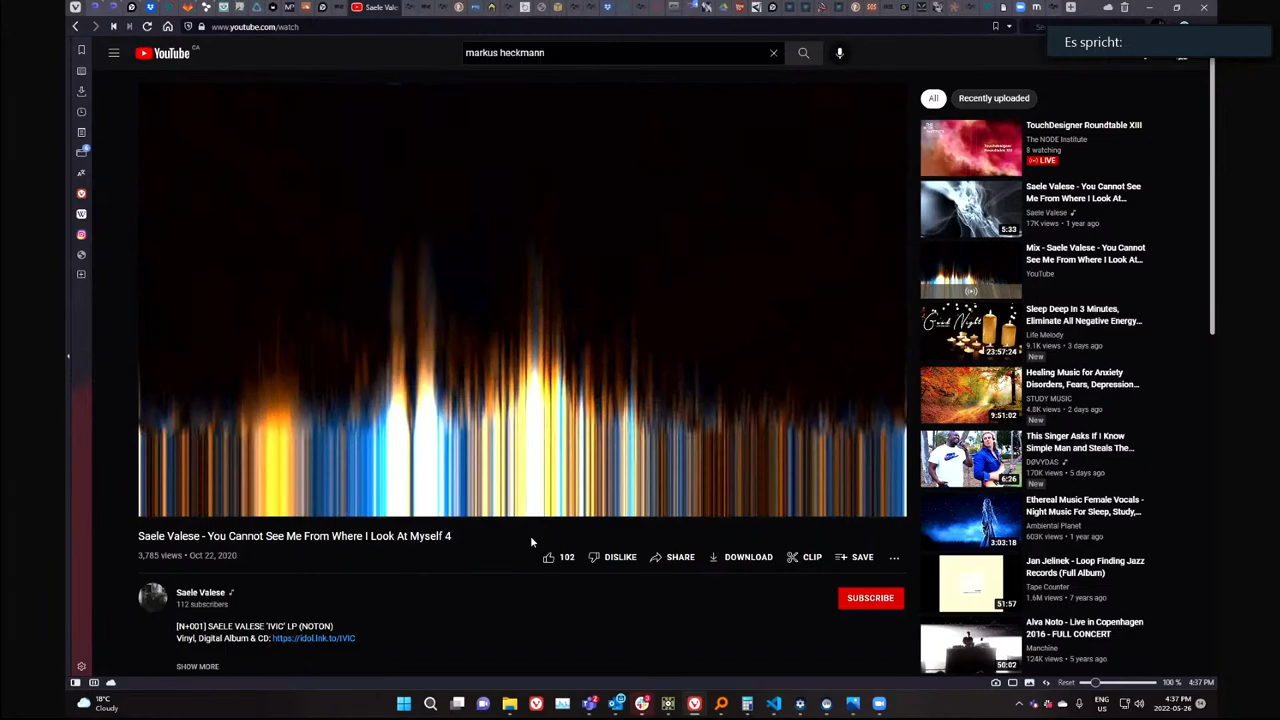 Saele Valese
www.youtube.com/watch
Es spricht:
YouTube CA
markus heckmann
All
Recently uploaded
TouchDesigner Roundtable XIII
The NODE Institute
8 watching
LIVE
Saele Valese - You Cannot See
Me From Where I Look At...
Saele Valese
17K views • 1 year ago
5:33
Mix - Saele Valese - You Cannot
See Me From Where I Look At...
YouTube
Good Night
23:57:24
Sleep Deep In 3 Minutes,
Eliminate All Negative Energy...
Life Melody
9.1K views • 3 days ago
New
Healing Music for Anxiety
Disorders, Fears, Depression...
STUDY MUSIC
4.8K views • 2 days ago
New
9:51:02
This Singer Asks If I Know
Simple Man and Steals The...
DØVYDAS
170K views • 5 days ago
New
6:26
Ethereal Music Female Vocals -
Night Music For Sleep, Study,...
Ambiental Planet
603K views • 1 year ago
3:03:18
Jan Jelinek - Loop Finding Jazz
Records (Full Album)
Tape Counter
1.6M views • 7 years ago
51:57
Alva Noto - Live in Copenhagen
2016 - FULL CONCERT
Manchine
124K views • 5 years ago
50:02
Saele Valese - You Cannot See Me From Where I Look At Myself 4
3,785 views • Oct 22, 2020
102
DISLIKE
SHARE
DOWNLOAD
CLIP
SAVE
Saele Valese
112 subscribers
SUBSCRIBE
[N+001] SAELE VALESE 'IVIC' LP (NOTON)
Vinyl, Digital Album & CD: https://idol.lnk.to/IVIC
SHOW MORE
Reset
100 %
4:37 PM
18°C
Cloudy
ENG
US
4:37 PM
2022-05-26